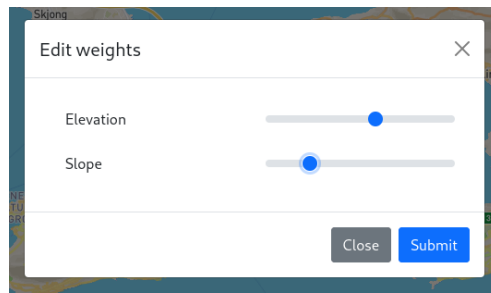 Skjong
Edit weights
Elevation
Slope
Close
Submit